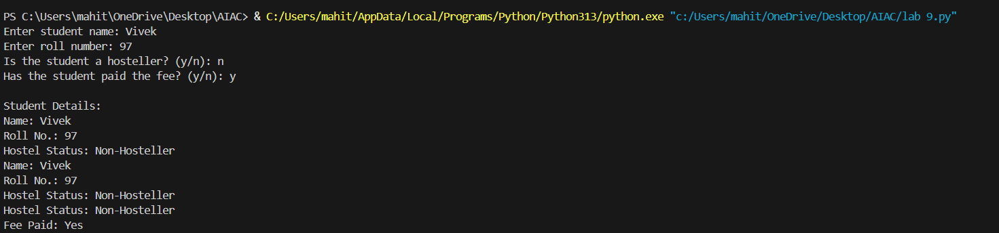 PS C:\Users\mahit\OneDrive\Desktop\AIAC> & C:/Users/mahit/AppData/Local/Programs/Python/Python313/python.exe "c:/Users/mahit/OneDrive/Desktop/AIAC/lab 9.py"
Enter student name: Vivek
Enter roll number: 97
Is the student a hosteller? (y/n): n
Has the student paid the fee? (y/n): y
Student Details:
Name: Vivek
Roll No.: 97
Hostel Status: Non-Hosteller
Name: Vivek
Roll No.: 97
Hostel Status: Non-Hosteller
Hostel Status: Non-Hosteller
Fee Paid: Yes